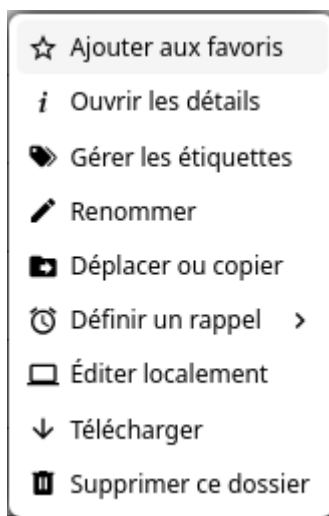 Ajouter aux favoris
Ouvrir les détails
Gérer les étiquettes
Renommer
Déplacer ou copier
Définir un rappel
Éditer localement
Télécharger
Supprimer ce dossier